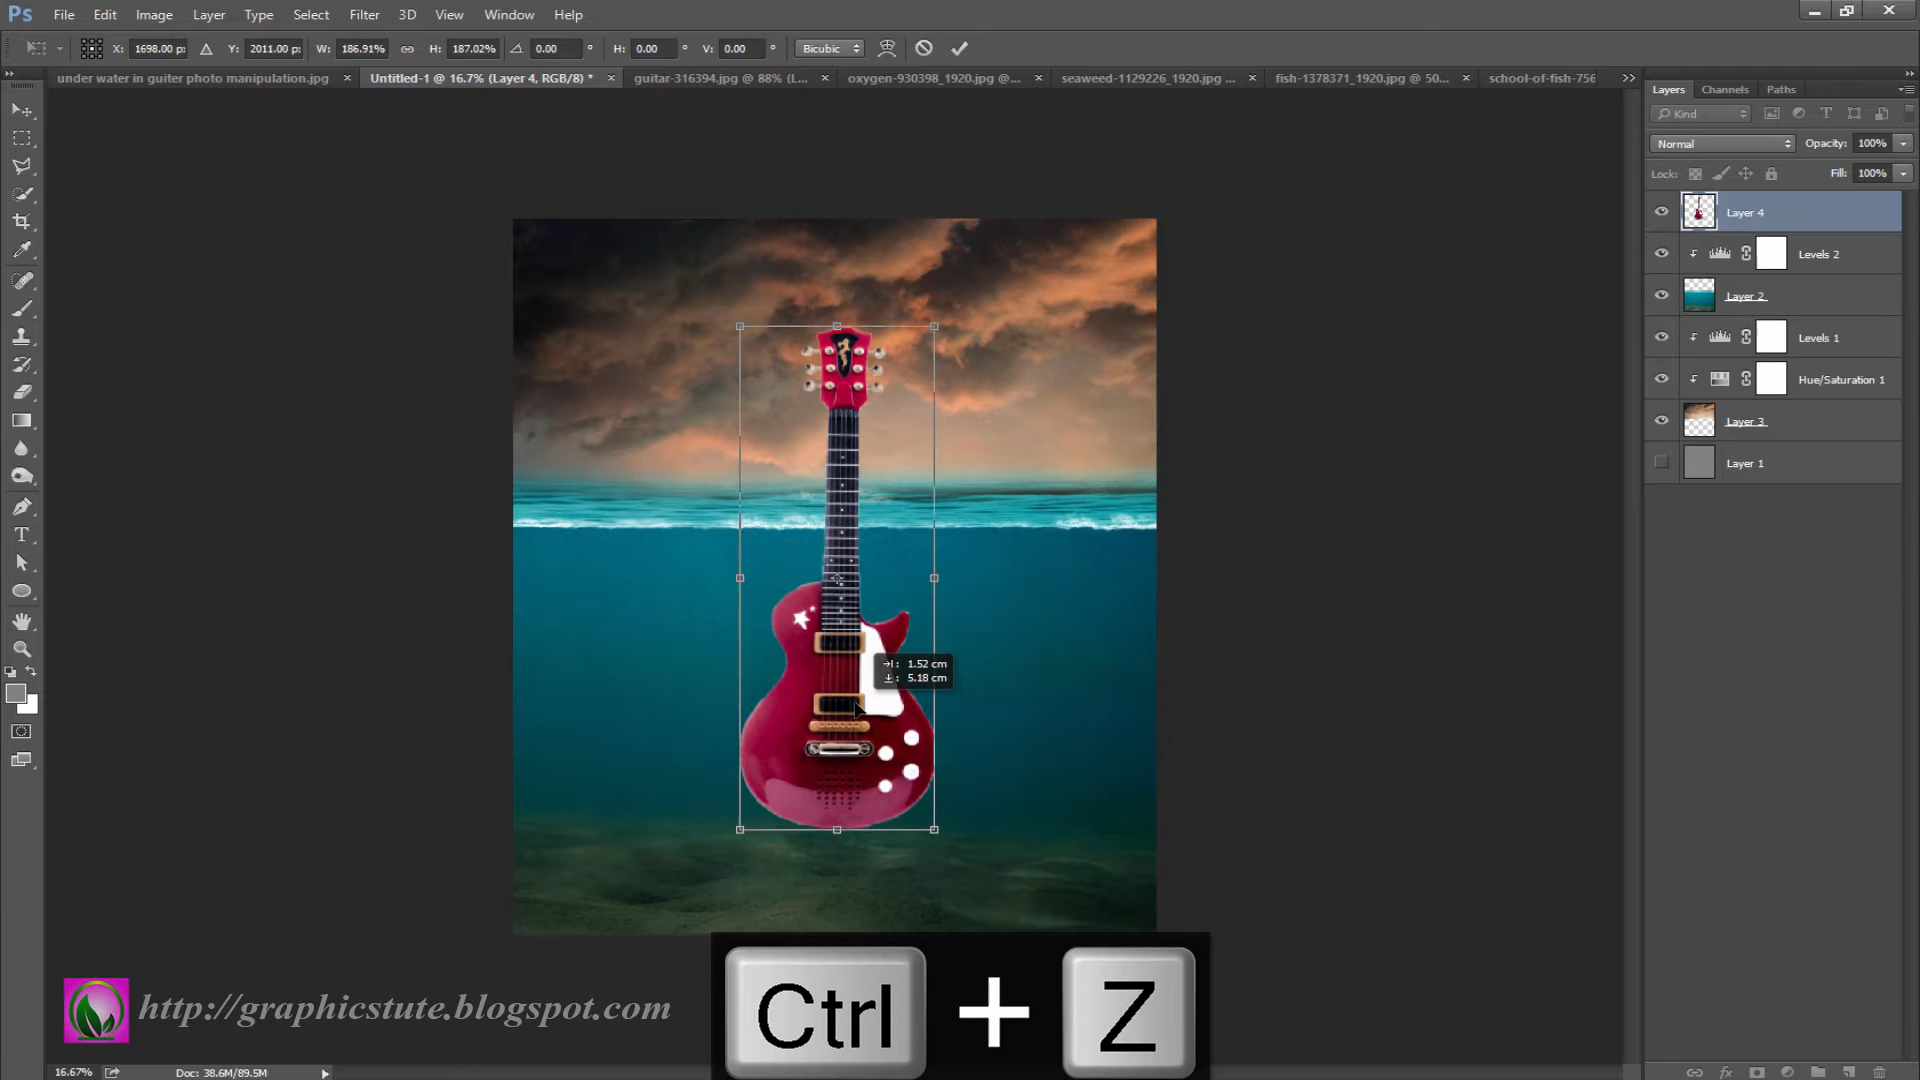 Ps File Edit Image Layer Type Select Filter 3D View Window Help
X: 1698.00 px Y: 2011.00 px W: 186.91% H: 187.02% 0.00 ° H: 0.00 ° V: 0.00 ° Bicubic
under water in guiter photo manipulation.jpg × Untitled-1 @ 16.7% (Layer 4, RGB/8) * × guitar-316394.jpg @ 88% (L... × oxygen-930398_1920.jpg @... × seaweed-1129226_1920.jpg ... × fish-1378371_1920.jpg @ 50... × school-of-fish-756 >>
Layers Channels Paths
Kind
Normal Opacity: 100%
Lock: Fill: 100%
Layer 4
Levels 2
Layer 2
Levels 1
Hue/Saturation 1
Layer 3
Layer 1
: 1.52 cm
: 5.18 cm
http://graphicstute.blogspot.com
Ctrl + Z
16.67% Doc: 38.6M/89.5M